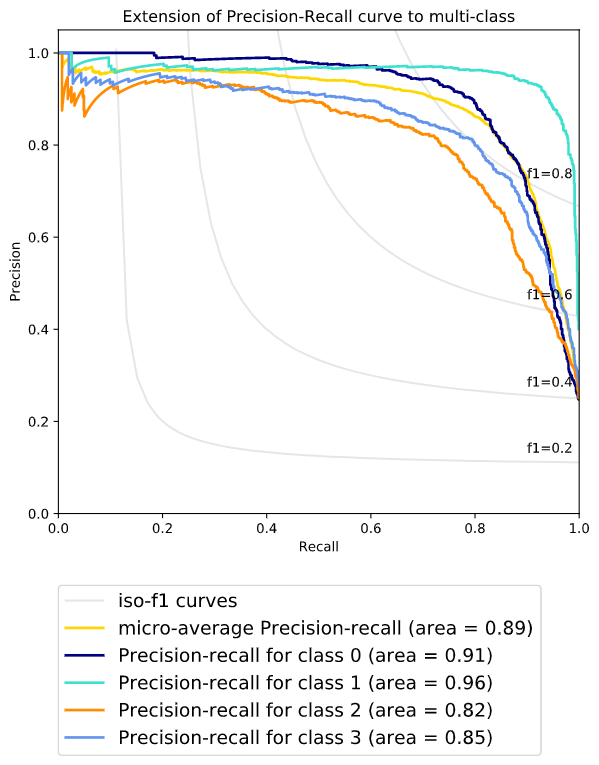 Extension of Precision-Recall curve to multi-class
1.0
0.8
0.6
0.4
0.2
0.0
Precision
f1=0.8
f1=0.6
f1=0.4
f1=0.2
0.0 0.2 0.4 0.6 0.8 1.0
Recall
iso-f1 curves
micro-average Precision-recall (area = 0.89)
Precision-recall for class 0 (area = 0.91)
Precision-recall for class 1 (area = 0.96)
Precision-recall for class 2 (area = 0.82)
Precision-recall for class 3 (area = 0.85)